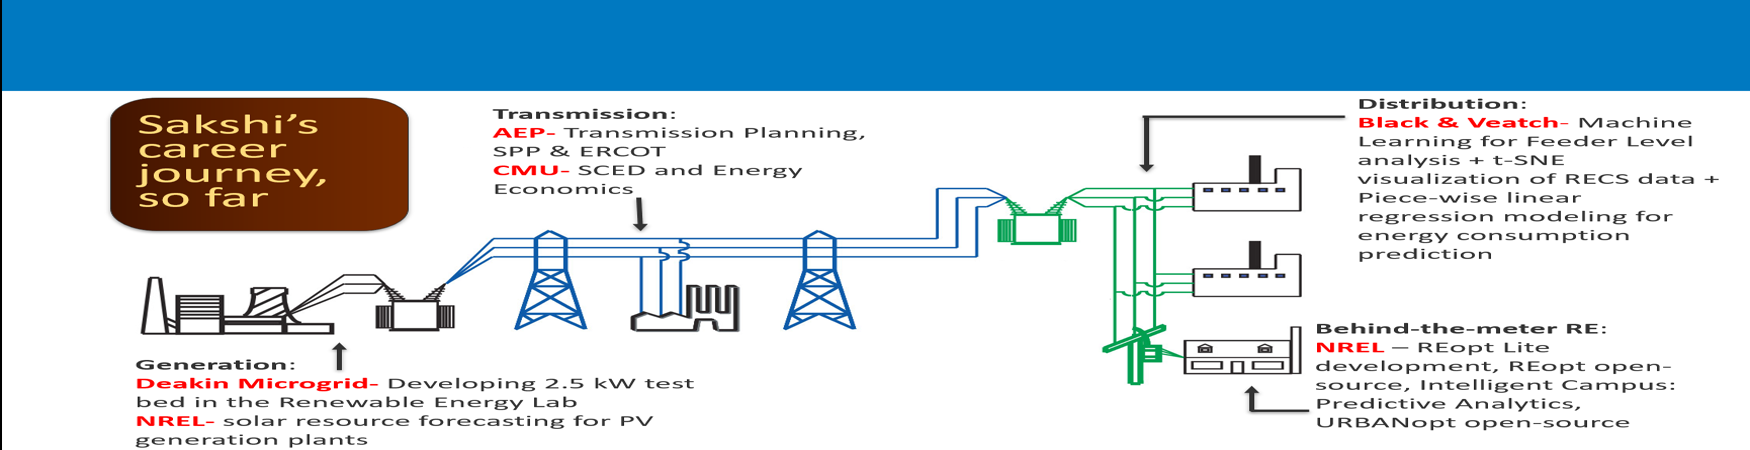 Sakshi's
career
journey,
so far
Transmission:
AEP- Transmission Planning,
SPP & ERCOT
CMU- SCED and Energy
Economics
Distribution:
Black & Veatch- Machine
Learning for Feeder Level
analysis + t-SNE
visualization of RECS data +
Piece-wise linear
regression modeling for
energy consumption
prediction
Generation:
Deakin Microgrid- Developing 2.5 kW test
bed in the Renewable Energy Lab
NREL- solar resource forecasting for PV
generation plants
Behind-the-meter RE:
NREL – REopt Lite
development, REopt open-
source, Intelligent Campus:
Predictive Analytics,
URBANopt open-source